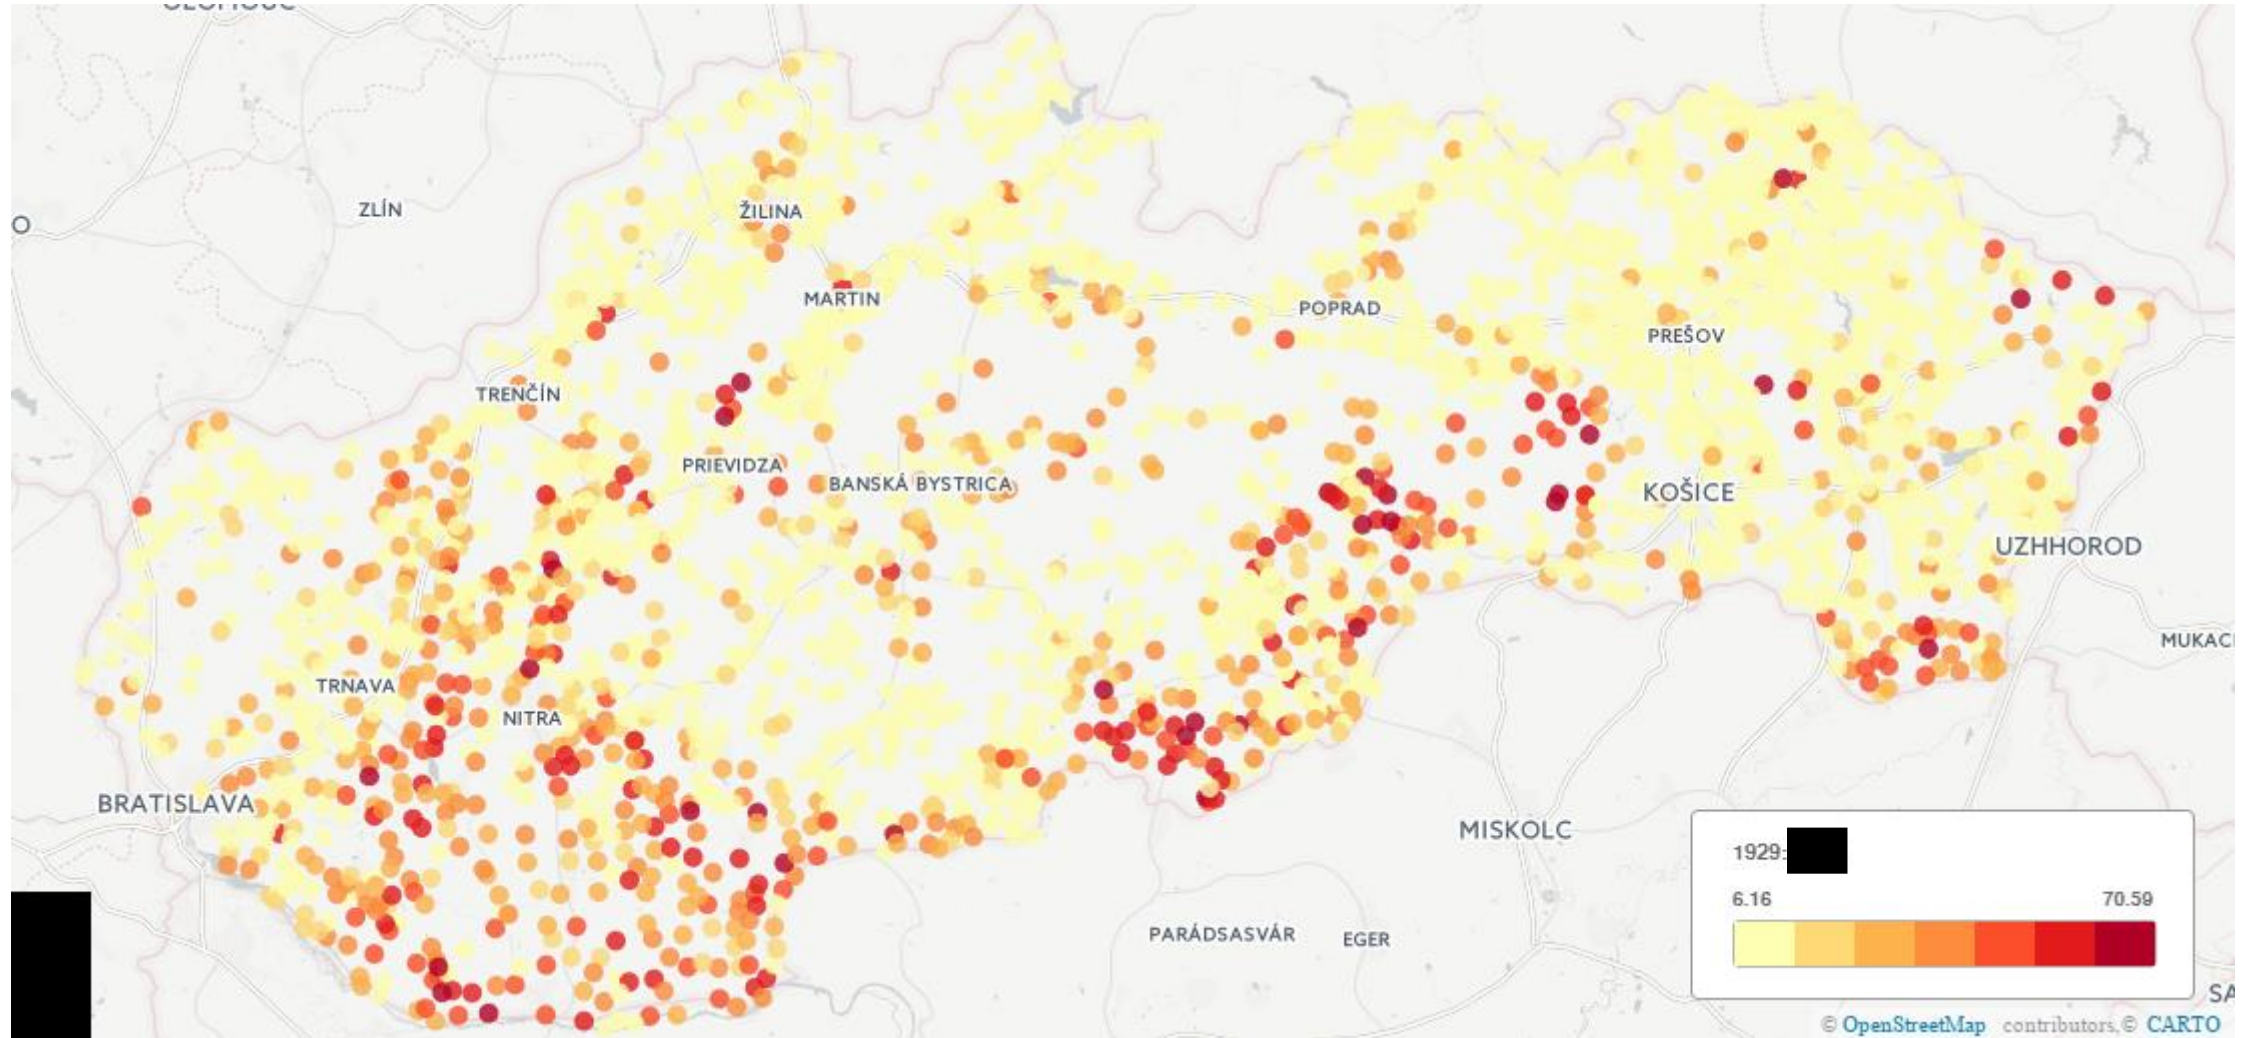 ZLÍN
O
ŽILINA
MARTIN
POPRAD
PREŠOV
TRENČÍN
PRIEVIDZA
BANSKÁ BYSTRICA
KOŠICE
UZHHOROD
MUKAC
TRNAVA
NITRA
BRATISLAVA
MISKOLC
PARÁDSASVÁR
EGER
1929:
6.16 70.59
SA
© OpenStreetMap contributors, © CARTO